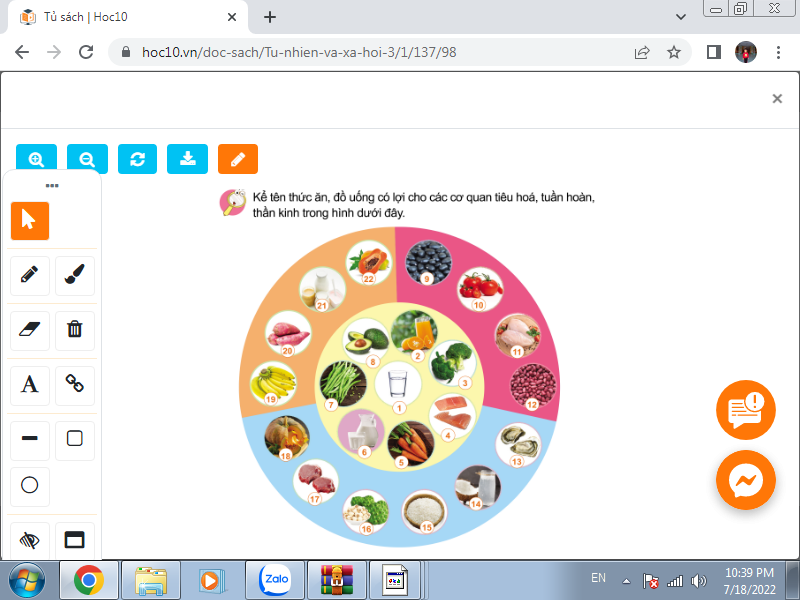 Tủ sách | Hoc10
hoc10.vn/doc-sach/Tu-nhien-va-xa-hoi-3/1/137/98
Kể tên thức ăn, đồ uống có lợi cho các cơ quan tiêu hoá, tuần hoàn,
thần kinh trong hình dưới đây.
22
9
21
10
8
2
20
11
3
19
7
1
12
4
6
5
18
13
17
14
16
15
A
Zalo
EN
10:39 PM
7/18/2022